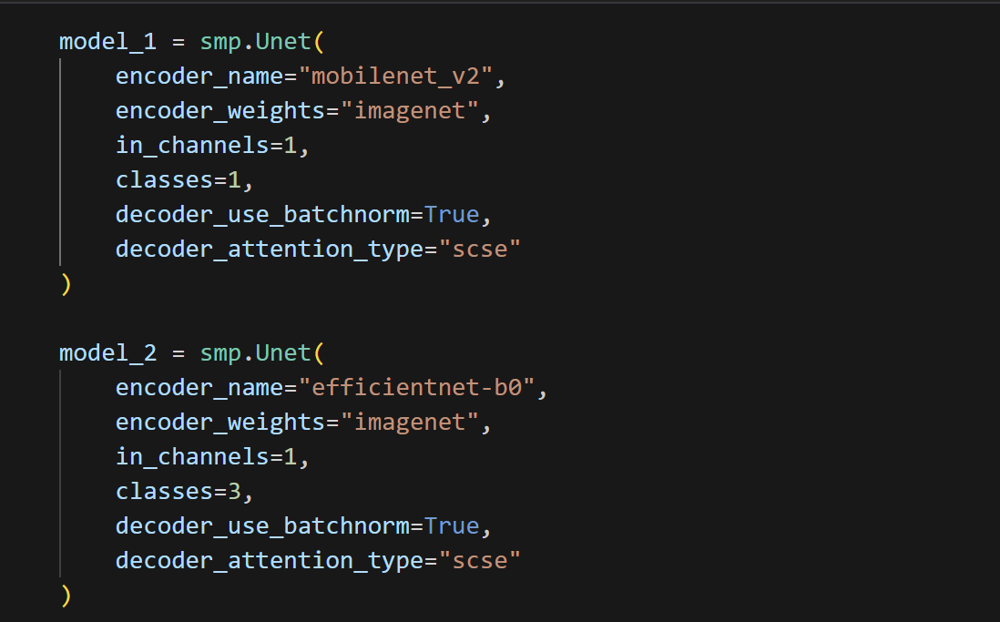 model_1 = smp.Unet(
    encoder_name="mobilenet_v2",
    encoder_weights="imagenet",
    in_channels=1,
    classes=1,
    decoder_use_batchnorm=True,
    decoder_attention_type="scse"
)

model_2 = smp.Unet(
    encoder_name="efficientnet-b0",
    encoder_weights="imagenet",
    in_channels=1,
    classes=3,
    decoder_use_batchnorm=True,
    decoder_attention_type="scse"
)